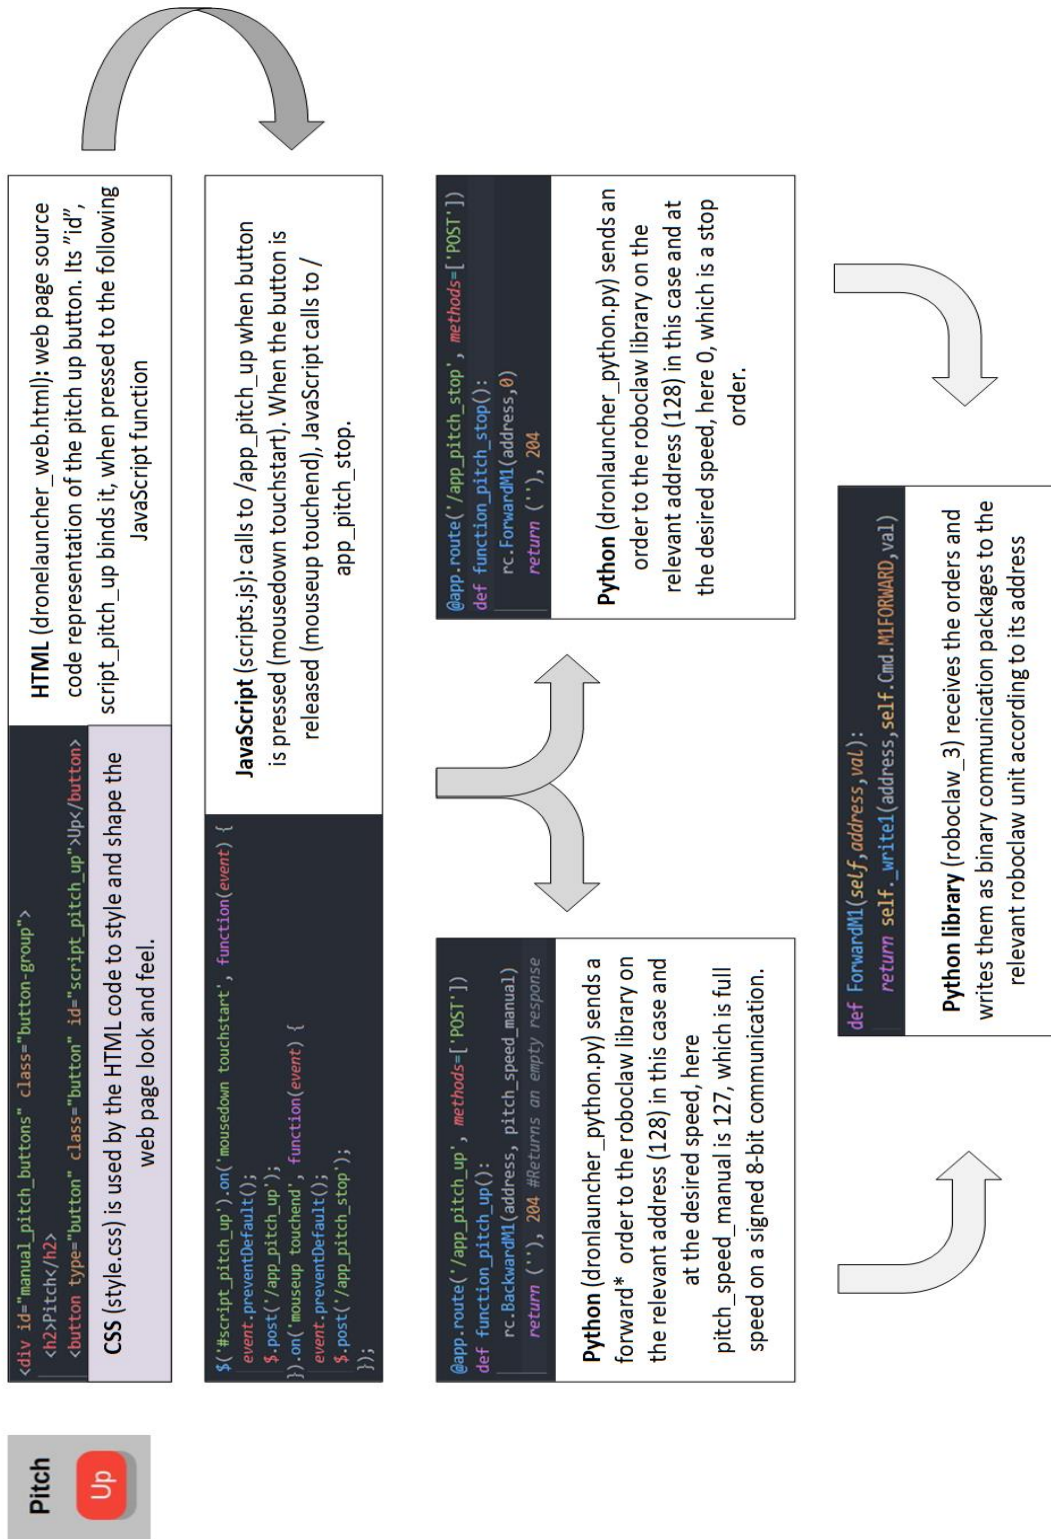 Pitch
Up
<div id="manual_pitch_buttons" class="button-group">
<h2>Pitch</h2>
<button type="button" class="button" id="script_pitch_up">Up</button>
CSS (style.css) is used by the HTML code to style and shape the
web page look and feel.
HTML (dronelauncher_web.html): web page source
code representation of the pitch up button. Its "id",
script_pitch_up binds it, when pressed to the following
JavaScript function
$('#script_pitch_up').on('mousedown touchstart', function(event) {
event.preventDefault();
$.post('/app_pitch_up');
}).on('mouseup touchend', function(event) {
event.preventDefault();
$.post('/app_pitch_stop');
});
JavaScript (scripts.js): calls to /app_pitch_up when button
is pressed (mousedown touchstart). When the button is
released (mouseup touchend), JavaScript calls to /
app_pitch_stop.
@app.route('/app_pitch_up', methods=['POST'])
def function_pitch_up():
rc.BackwardM1(address, pitch_speed_manual)
return (''), 204 #Returns an empty response
Python (dronlauncher_python.py) sends a
forward* order to the roboclaw library on
the relevant address (128) in this case and
at the desired speed, here
pitch_speed_manual is 127, which is full
speed on a signed 8-bit communication.
@app.route('/app_pitch_stop', methods=['POST'])
def function_pitch_stop():
rc.ForwardM1(address,0)
return (''), 204
Python (dronlauncher_python.py) sends an
order to the roboclaw library on the
relevant address (128) in this case and at
the desired speed, here 0, which is a stop
order.
def ForwardM1(self,address,val):
return self._write1(address,self.Cmd.M1FORWARD,val)
Python library (roboclaw_3) receives the orders and
writes them as binary communication packages to the
relevant roboclaw unit according to its address